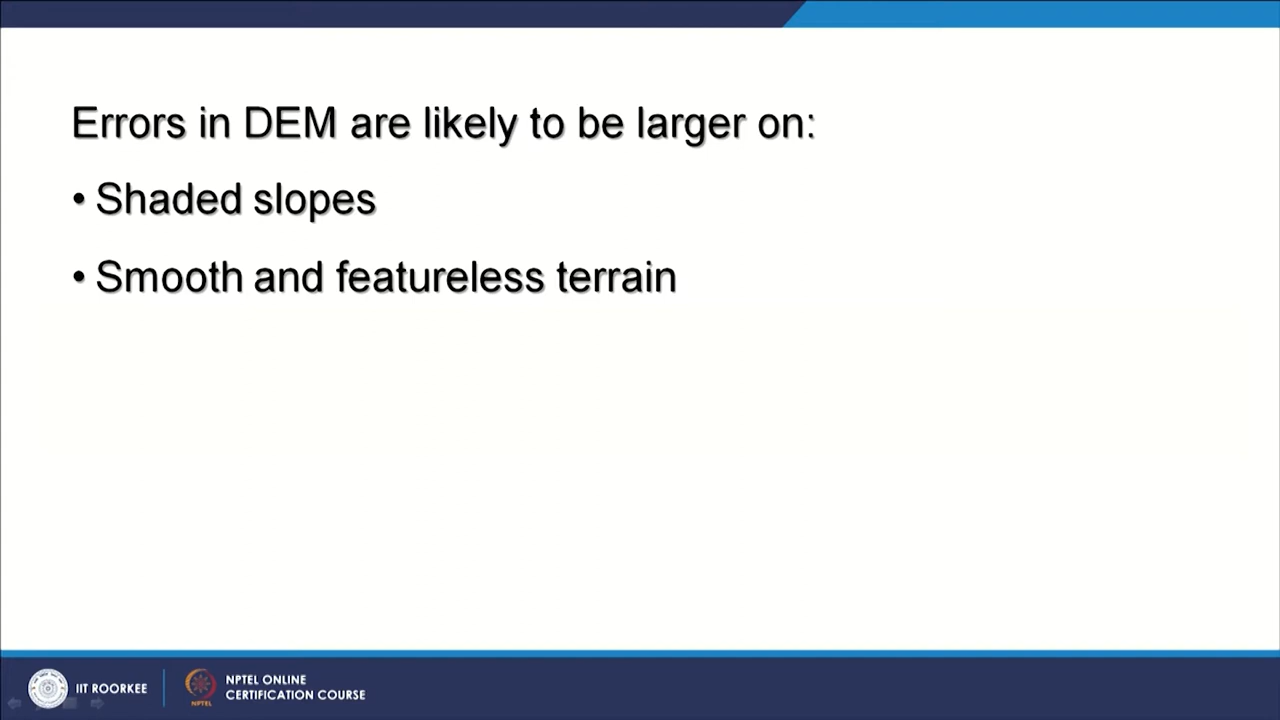 Errors in DEM are likely to be larger on:
• Shaded slopes
• Smooth and featureless terrain
IIT ROORKEE
NPTEL ONLINE
CERTIFICATION COURSE
NPTEL